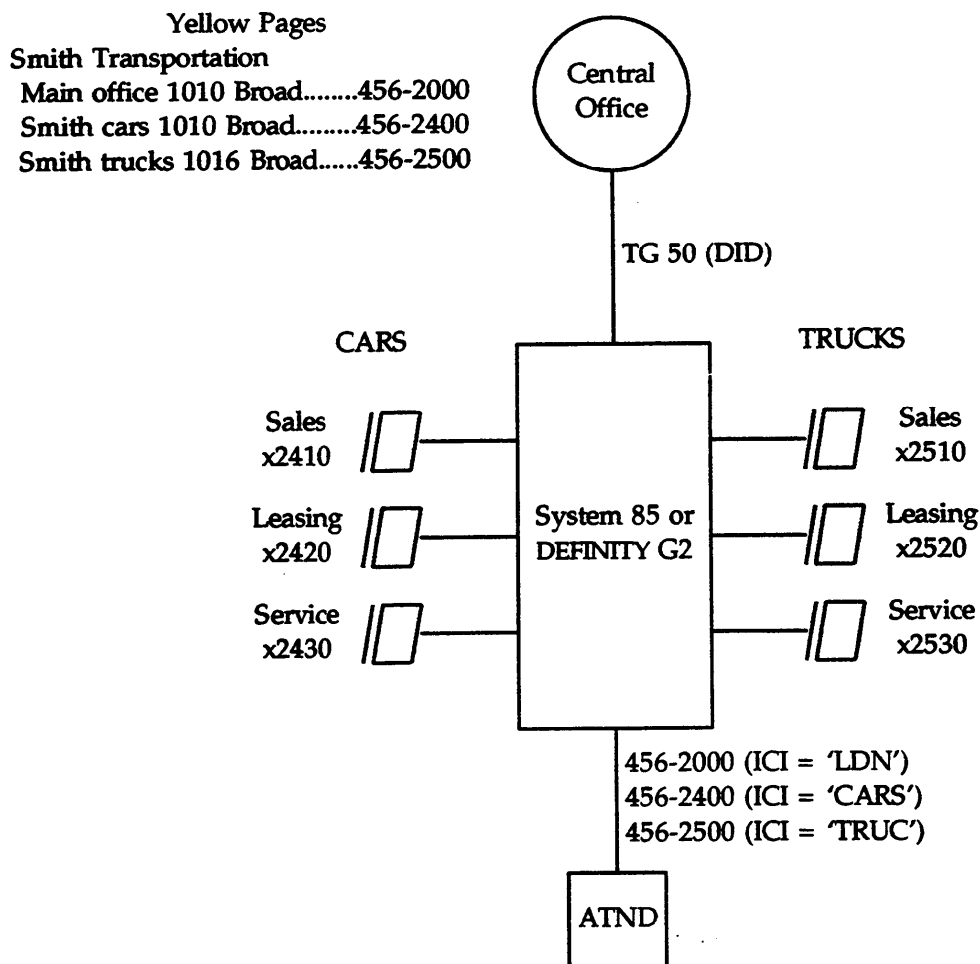 Yellow Pages
Smith Transportation
Main office 1010 Broad........456-2000
Smith cars 1010 Broad.........456-2400
Smith trucks 1016 Broad......456-2500
Central
Office
TG 50 (DID)
CARS
TRUCKS
Sales
x2410
Leasing
x2420
Service
x2430
System 85 or
DEFINITY G2
Sales
x2510
Leasing
x2520
Service
x2530
456-2000 (ICI = ‘LDN’)
456-2400 (ICI = ‘CARS’)
456-2500 (ICI = ‘TRUC’)
ATND